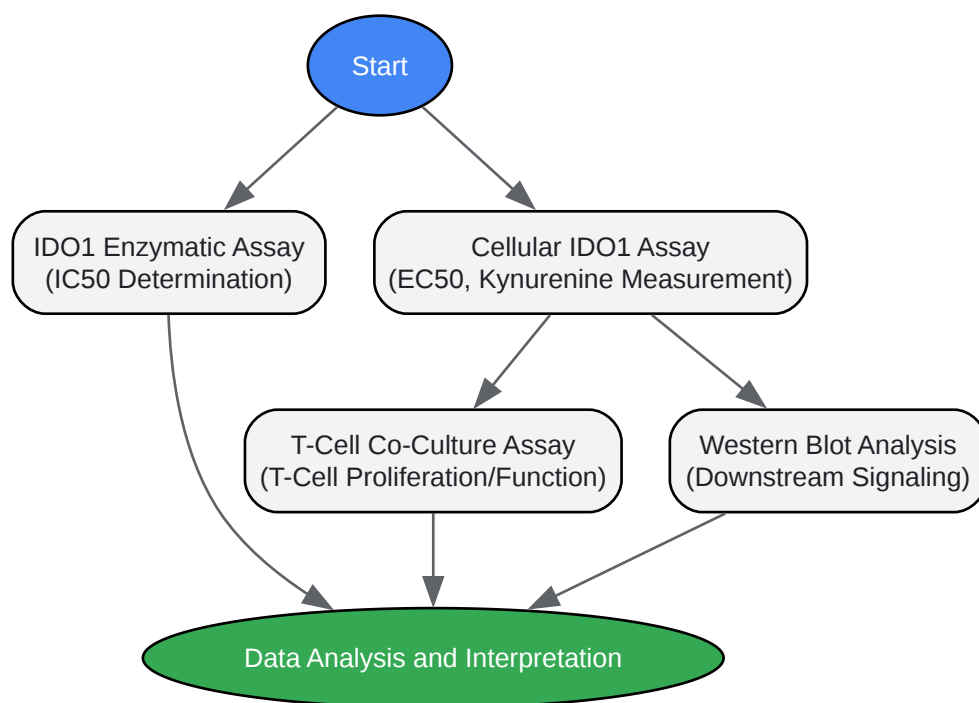 Start
IDO1 Enzymatic Assay
(IC50 Determination)
Cellular IDO1 Assay
(EC50, Kynurenine Measurement)
T-Cell Co-Culture Assay
(T-Cell Proliferation/Function)
Western Blot Analysis
(Downstream Signaling)
Data Analysis and Interpretation